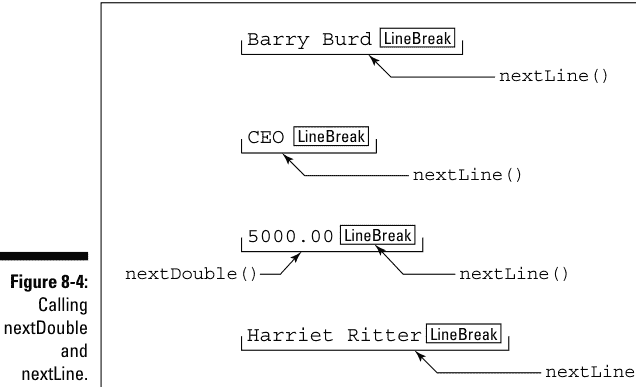 Barry Burd LineBreak
nextLine()
CEO LineBreak
nextLine()
5000.00 LineBreak
nextDouble() nextLine()
Harriet Ritter LineBreak
nextLine
Figure 8-4:
Calling
nextDouble
and
nextLine.